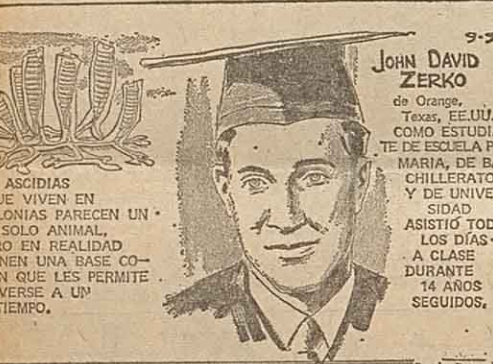 ASCIDIAS
UE VIVEN EN
LONIAS PARECEN UN
SOLO ANIMAL,
RO EN REALIDAD
NEN UNA BASE CO-
N QUE LES PERMITE
VERSE A UN
TIEMPO.
9-
JOHN DAVID
ZERKO
de Orange,
Texas, EE.UU.
COMO ESTUDI
TE DE ESCUELA P
MARIA, DE B
CHILLERATO
Y DE UNIVE
SIDAD
ASISTIÓ TOD
LOS DÍAS
A CLASE
DURANTE
14 AÑOS
SEGUIDOS.